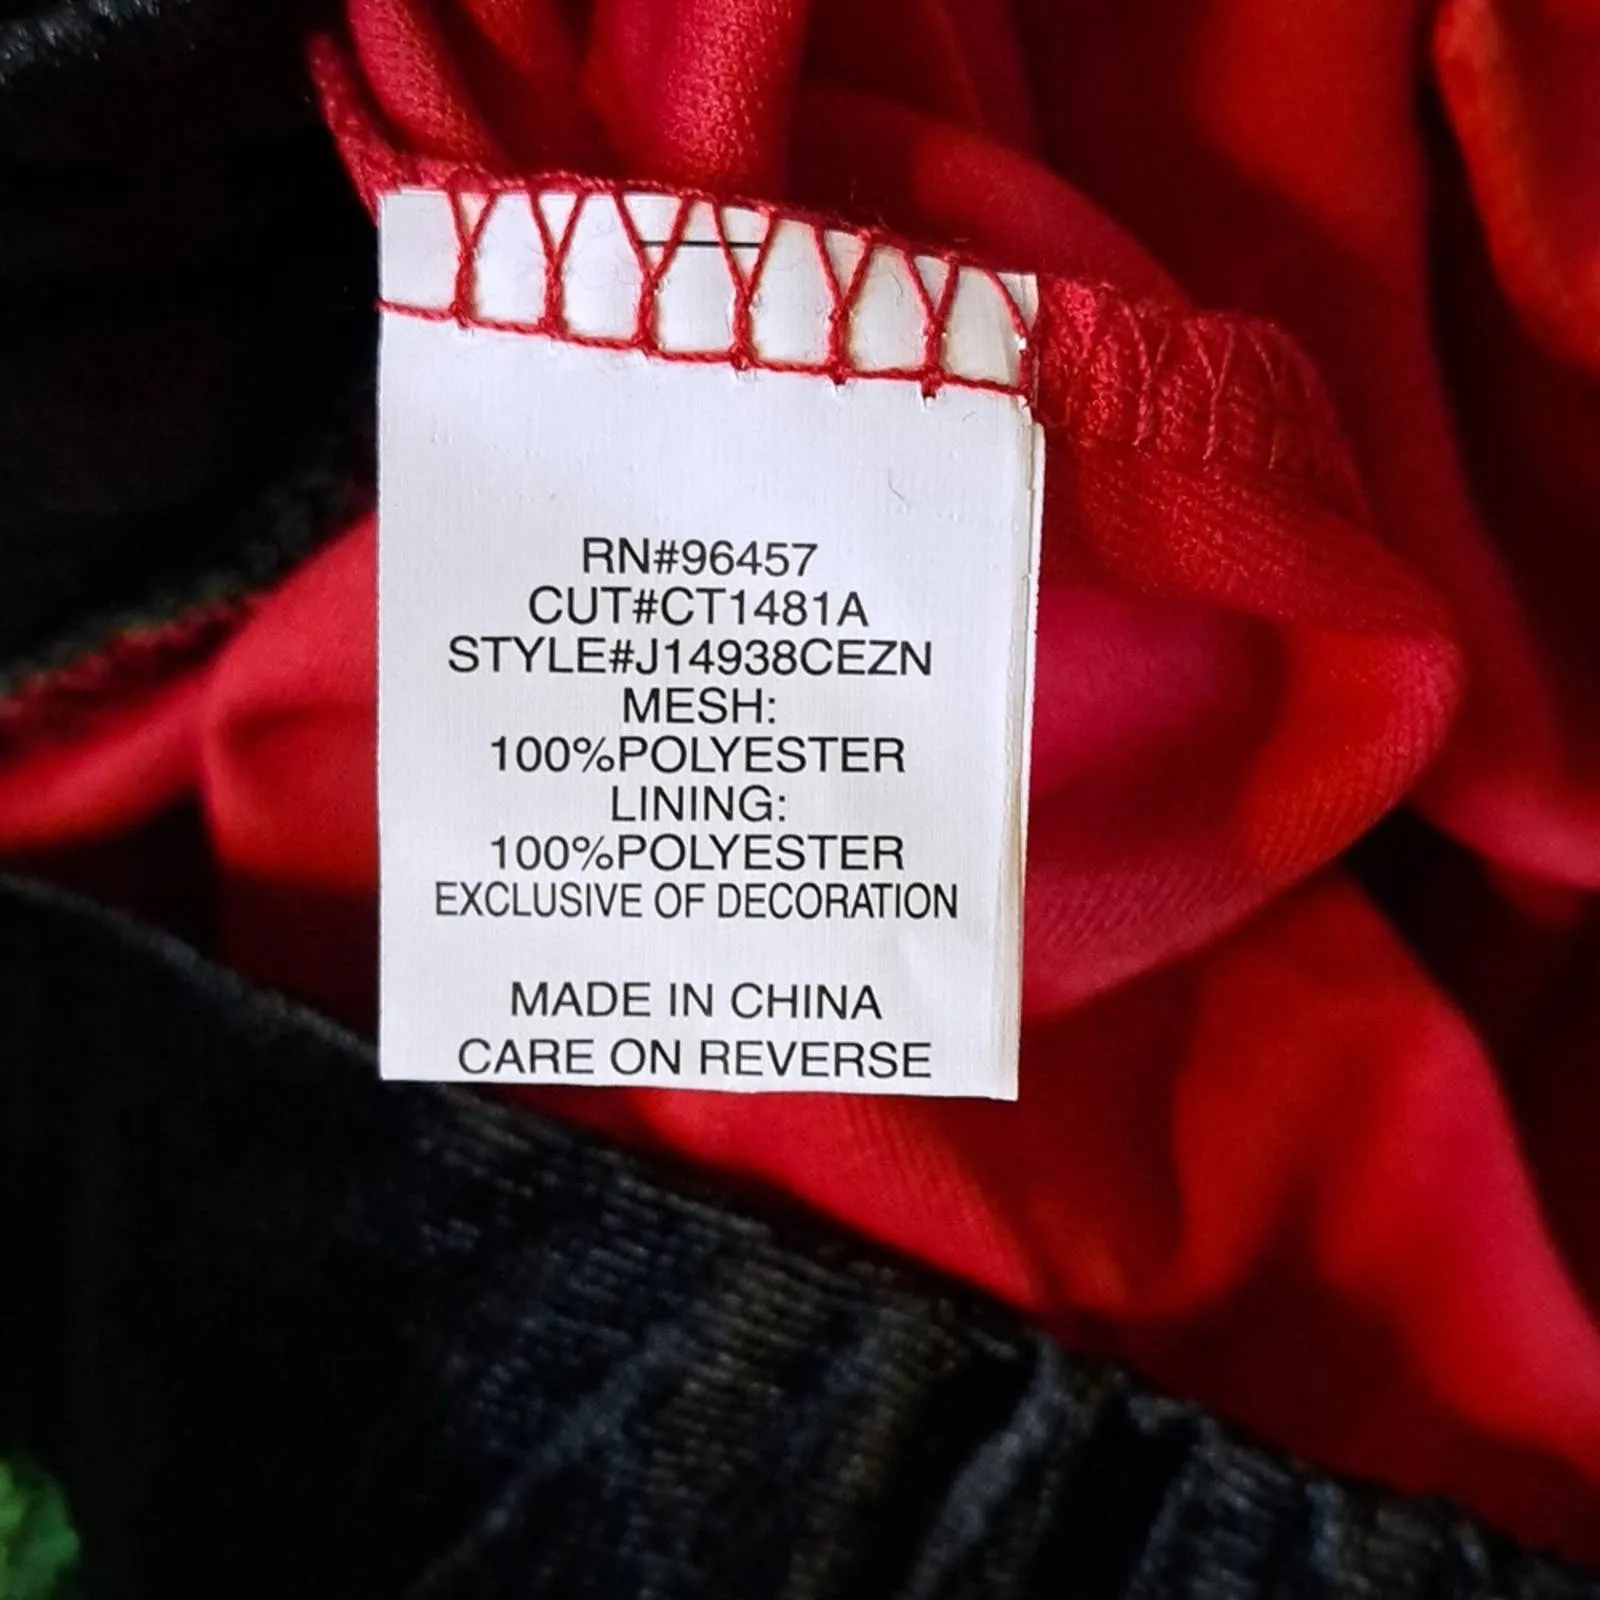 RN#96457
CUT#CT1481A
STYLE#J14938CEZN
MESH:
100%POLYESTER
LINING:
100%POLYESTER
EXCLUSIVE OF DECORATION
MADE IN CHINA
CARE ON REVERSE